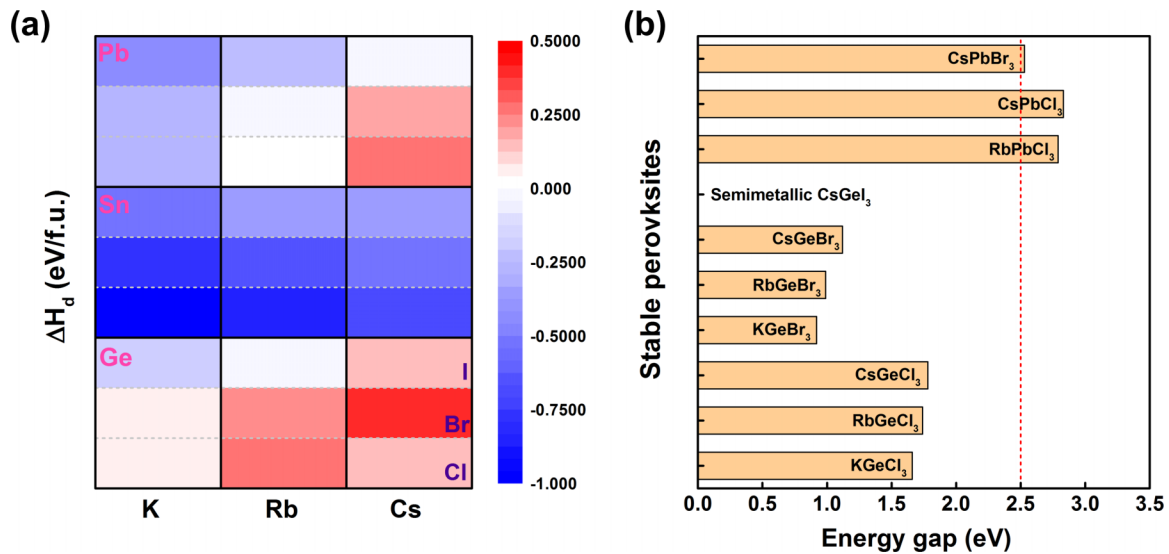 (a)
ΔH_d (eV/f.u.)
Pb
Sn
Ge
I
Br
Cl
K Rb Cs
0.5000
0.2500
0.000
-0.2500
-0.5000
-0.7500
-1.000
(b)
Stable perovksites
CsPbBr₃
CsPbCl₃
RbPbCl₃
Semimetallic CsGeI₃
CsGeBr₃
RbGeBr₃
KGeBr₃
CsGeCl₃
RbGeCl₃
KGeCl₃
0.0 0.5 1.0 1.5 2.0 2.5 3.0 3.5
Energy gap (eV)